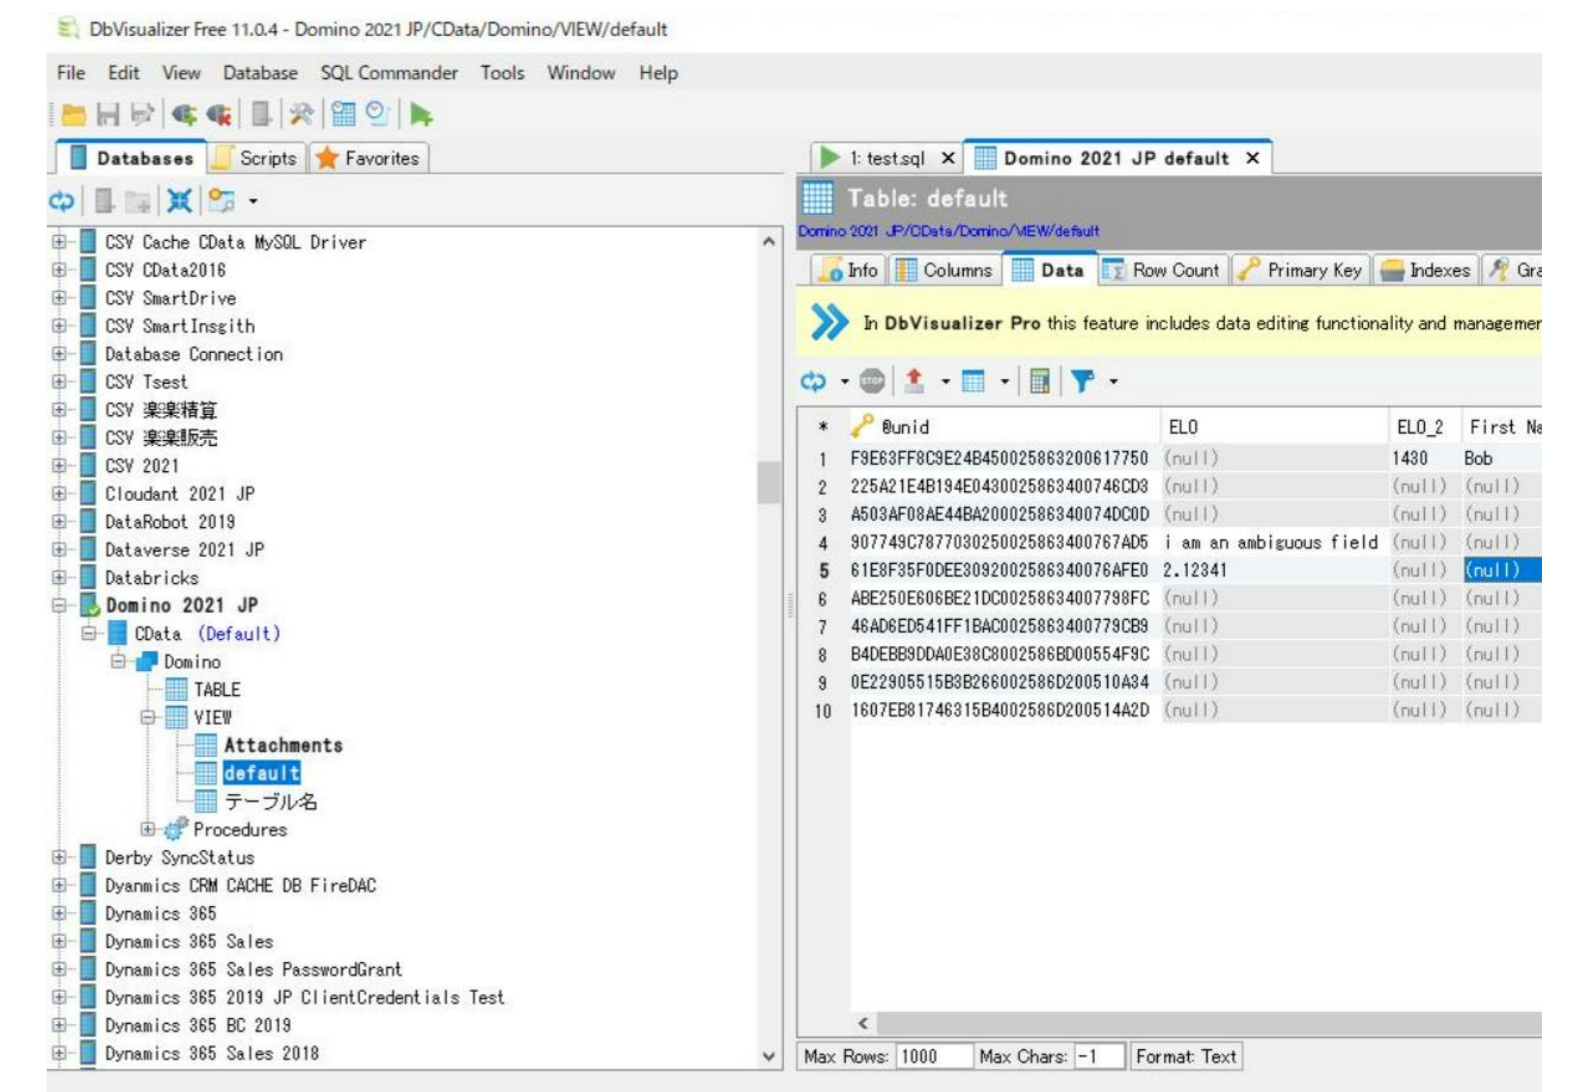 DbVisualizer Free 11.0.4 - Domino 2021 JP/CData/Domino/VIEW/default
File Edit View Database SQL Commander Tools Window Help
Databases Scripts Favorites
CSV Cache CData MySQL Driver
CSV CData2016
CSV SmartDrive
CSV SmartInsgith
Database Connection
CSV Tsest
CSV 楽楽精算
CSV 楽楽販売
CSV 2021
Cloudant 2021 JP
DataRobot 2019
Dataverse 2021 JP
Databricks
Domino 2021 JP
CData (Default)
Domino
TABLE
VIEW
Attachments
default
テーブル名
Procedures
Derby SyncStatus
Dyanmics CRM CACHE DB FireDAC
Dynamics 365
Dynamics 365 Sales
Dynamics 365 Sales PasswordGrant
Dynamics 365 2019 JP ClientCredentials Test
Dynamics 365 BC 2019
Dynamics 365 Sales 2018
1: test.sql Domino 2021 JP default
Table: default
Domino 2021 JP/CData/Domino/VIEW/default
Info Columns Data Row Count Primary Key Indexes Gra
In DbVisualizer Pro this feature includes data editing functionality and managemen
STOP
* @unid ELO ELO_2 First Na
1 F9E63FF8C9E24B450025863200617750 (null) 1430 Bob
2 225A21E4B194E0430025863400746CD3 (null) (null) (null)
3 A503AF08AE44BA20002586340074DC0D (null) (null) (null)
4 907749C78770302500258634007​67AD5 i am an ambiguous field (null) (null)
5 61E8F35F0DEE3092002586340076AFE0 2.12341 (null) (null)
6 ABE250E606BE21DC00258634007798FC (null) (null) (null)
7 46AD6ED541FF1BAC0025863400779CB9 (null) (null) (null)
8 B4DEBB9DDA0E38C8002586BD00554F9C (null) (null) (null)
9 0E22905515B3B266002586D200510A34 (null) (null) (null)
10 1607EB81746315B4002586D200514A2D (null) (null) (null)
Max Rows: 1000 Max Chars: -1 Format: Text